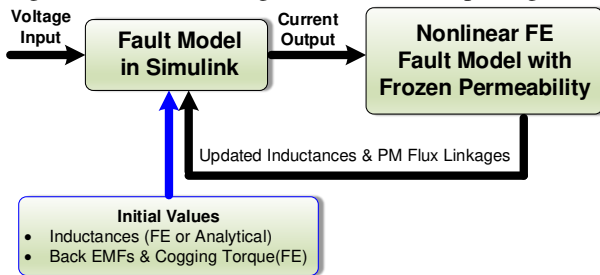 Voltage
Input
Fault Model
in Simulink
Current
Output
Nonlinear FE
Fault Model with
Frozen Permeability
Updated Inductances & PM Flux Linkages
Initial Values
• Inductances (FE or Analytical)
• Back EMFs & Cogging Torque(FE)